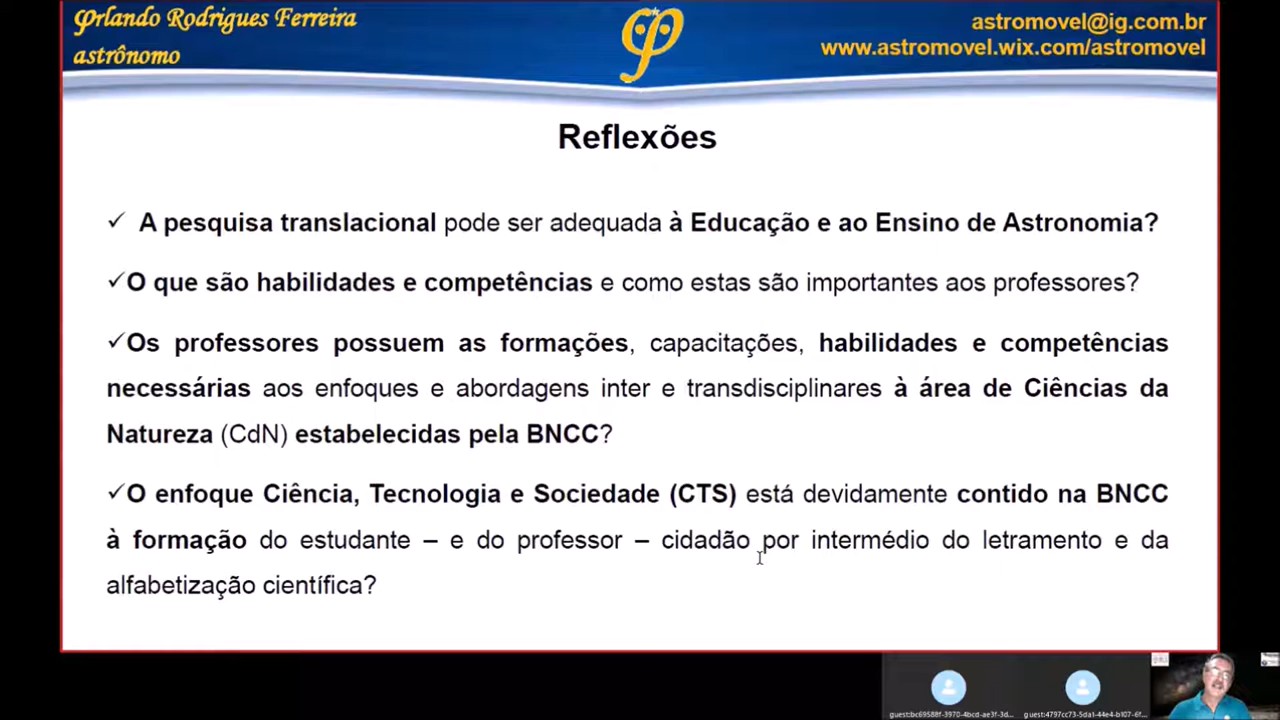 Orlando Rodrigues Ferreira
astrônomo
astromovel@ig.com.br
www.astromovel.wix.com/astromovel
Reflexões
✓ A pesquisa translacional pode ser adequada à Educação e ao Ensino de Astronomia?
✓O que são habilidades e competências e como estas são importantes aos professores?
✓Os professores possuem as formações, capacitações, habilidades e competências
necessárias aos enfoques e abordagens inter e transdisciplinares à área de Ciências da
Natureza (CdN) estabelecidas pela BNCC?
✓O enfoque Ciência, Tecnologia e Sociedade (CTS) está devidamente contido na BNCC
à formação do estudante – e do professor – cidadão por intermédio do letramento e da
alfabetização científica?